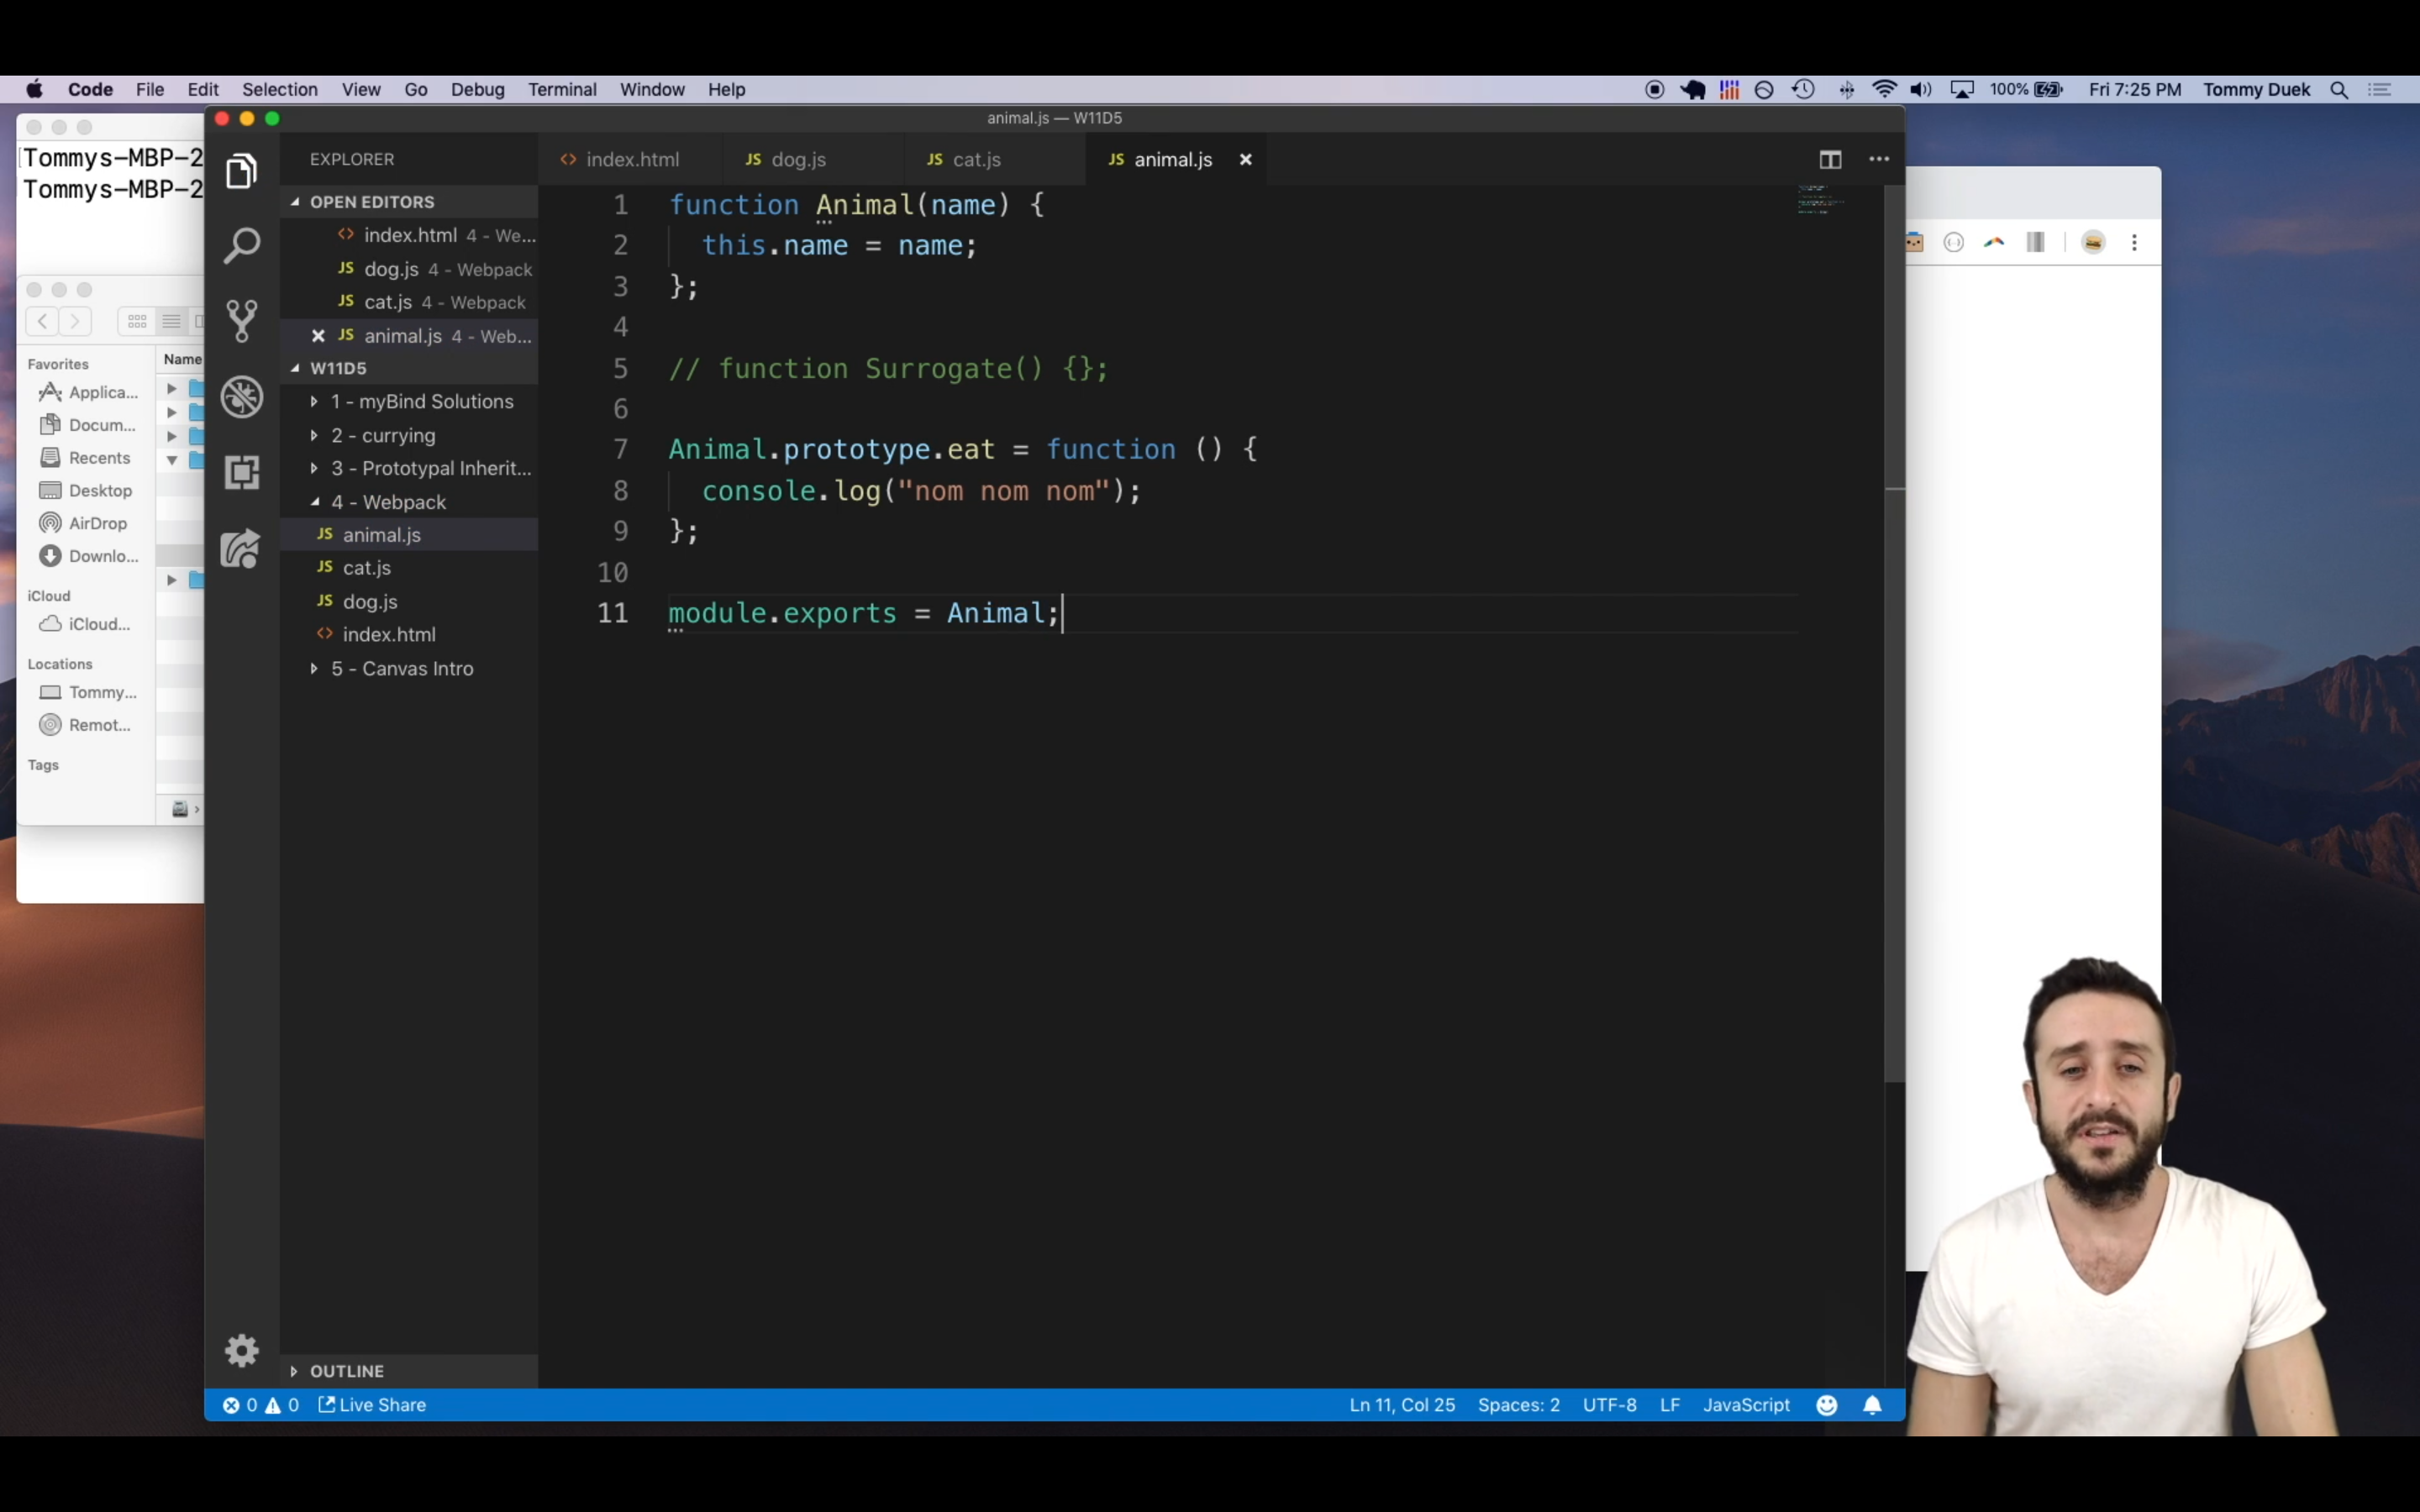 Code File Edit Selection View Go Debug Terminal Window Help
100% Fri 7:25 PM Tommy Duek
Tommys-MBP-2
Tommys-MBP-2
Name
Favorites
Applica...
Docum...
Recents
Desktop
AirDrop
Downlo...
iCloud
iCloud...
Locations
Tommy...
Remot...
Tags
animal.js — W11D5
EXPLORER
OPEN EDITORS
<> index.html 4 - We...
JS dog.js 4 - Webpack
JS cat.js 4 - Webpack
JS animal.js 4 - Web...
W11D5
1 - myBind Solutions
2 - currying
3 - Prototypal Inherit...
4 - Webpack
JS animal.js
JS cat.js
JS dog.js
<> index.html
5 - Canvas Intro
OUTLINE
<> index.html JS dog.js JS cat.js JS animal.js
1 function Animal(name) {
2 this.name = name;
3 };
4
5 // function Surrogate() {};
6
7 Animal.prototype.eat = function () {
8 console.log("nom nom nom");
9 };
10
11 module.exports = Animal;
0 0 Live Share Ln 11, Col 25 Spaces: 2 UTF-8 LF JavaScript